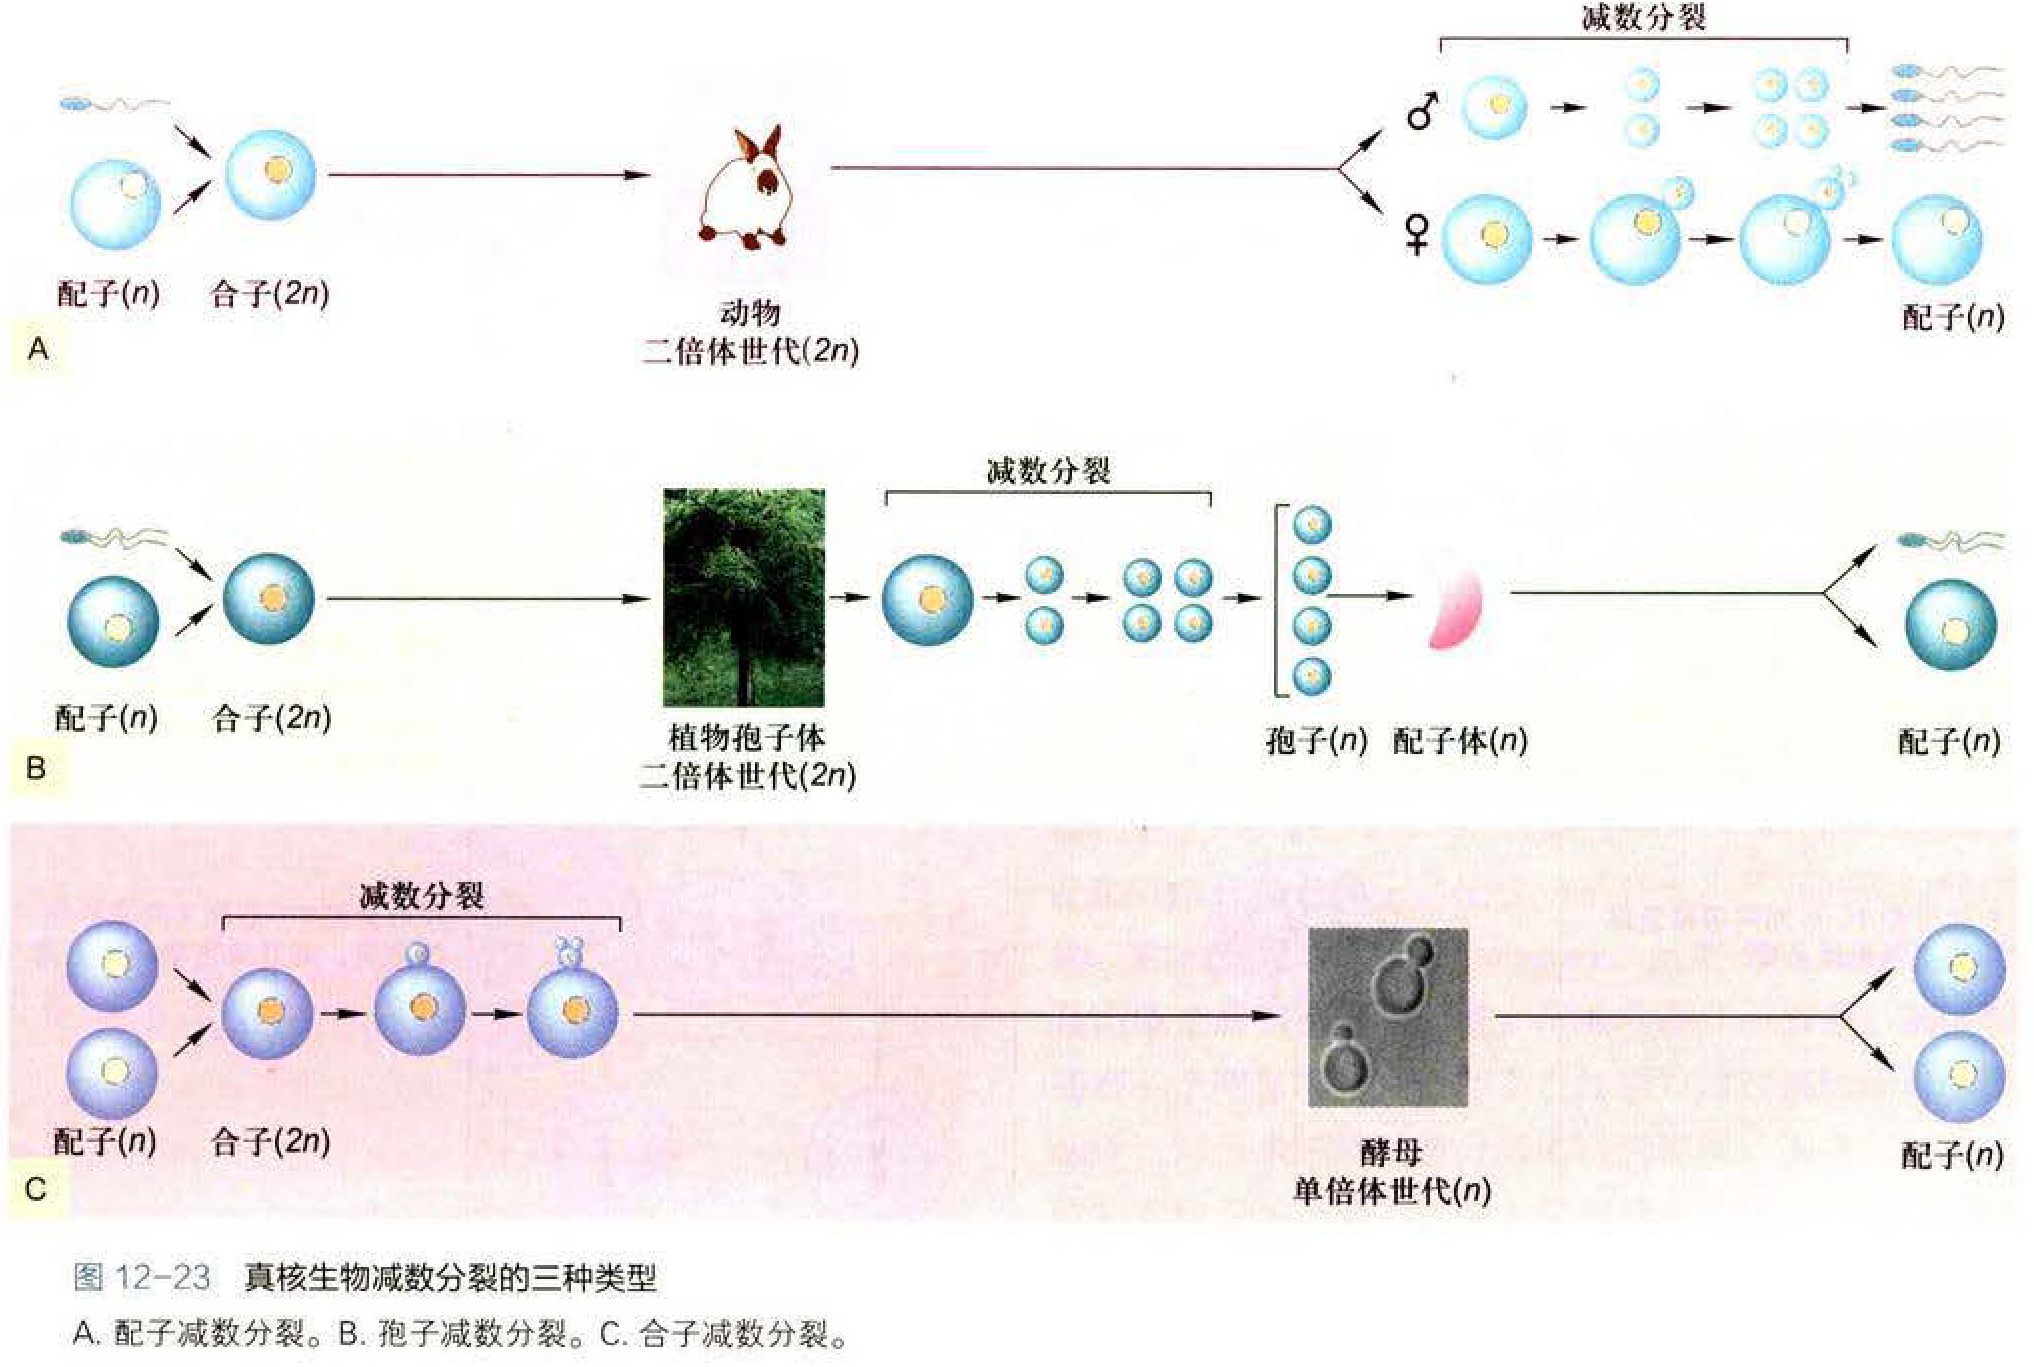 减数分裂
♂
♀
配子(n)
合子(2n)
动物
二倍体世代(2n)
配子(n)
A
减数分裂
配子(n)
合子(2n)
植物孢子体
二倍体世代(2n)
孢子(n)
配子体(n)
配子(n)
B
减数分裂
配子(n)
合子(2n)
酵母
单倍体世代(n)
配子(n)
C
图 12-23 真核生物减数分裂的三种类型
A. 配子减数分裂。B. 孢子减数分裂。C. 合子减数分裂。